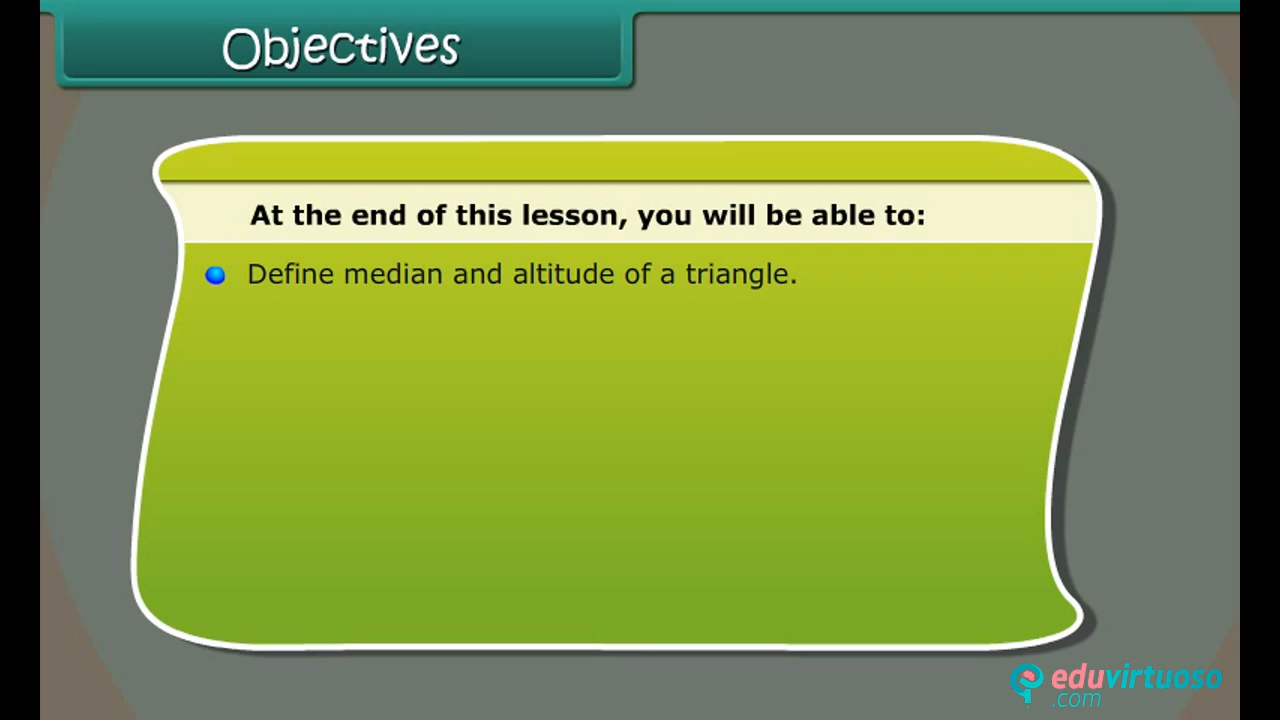 Objectives
At the end of this lesson, you will be able to:
Define median and altitude of a triangle.
eduvirtuoso
.com